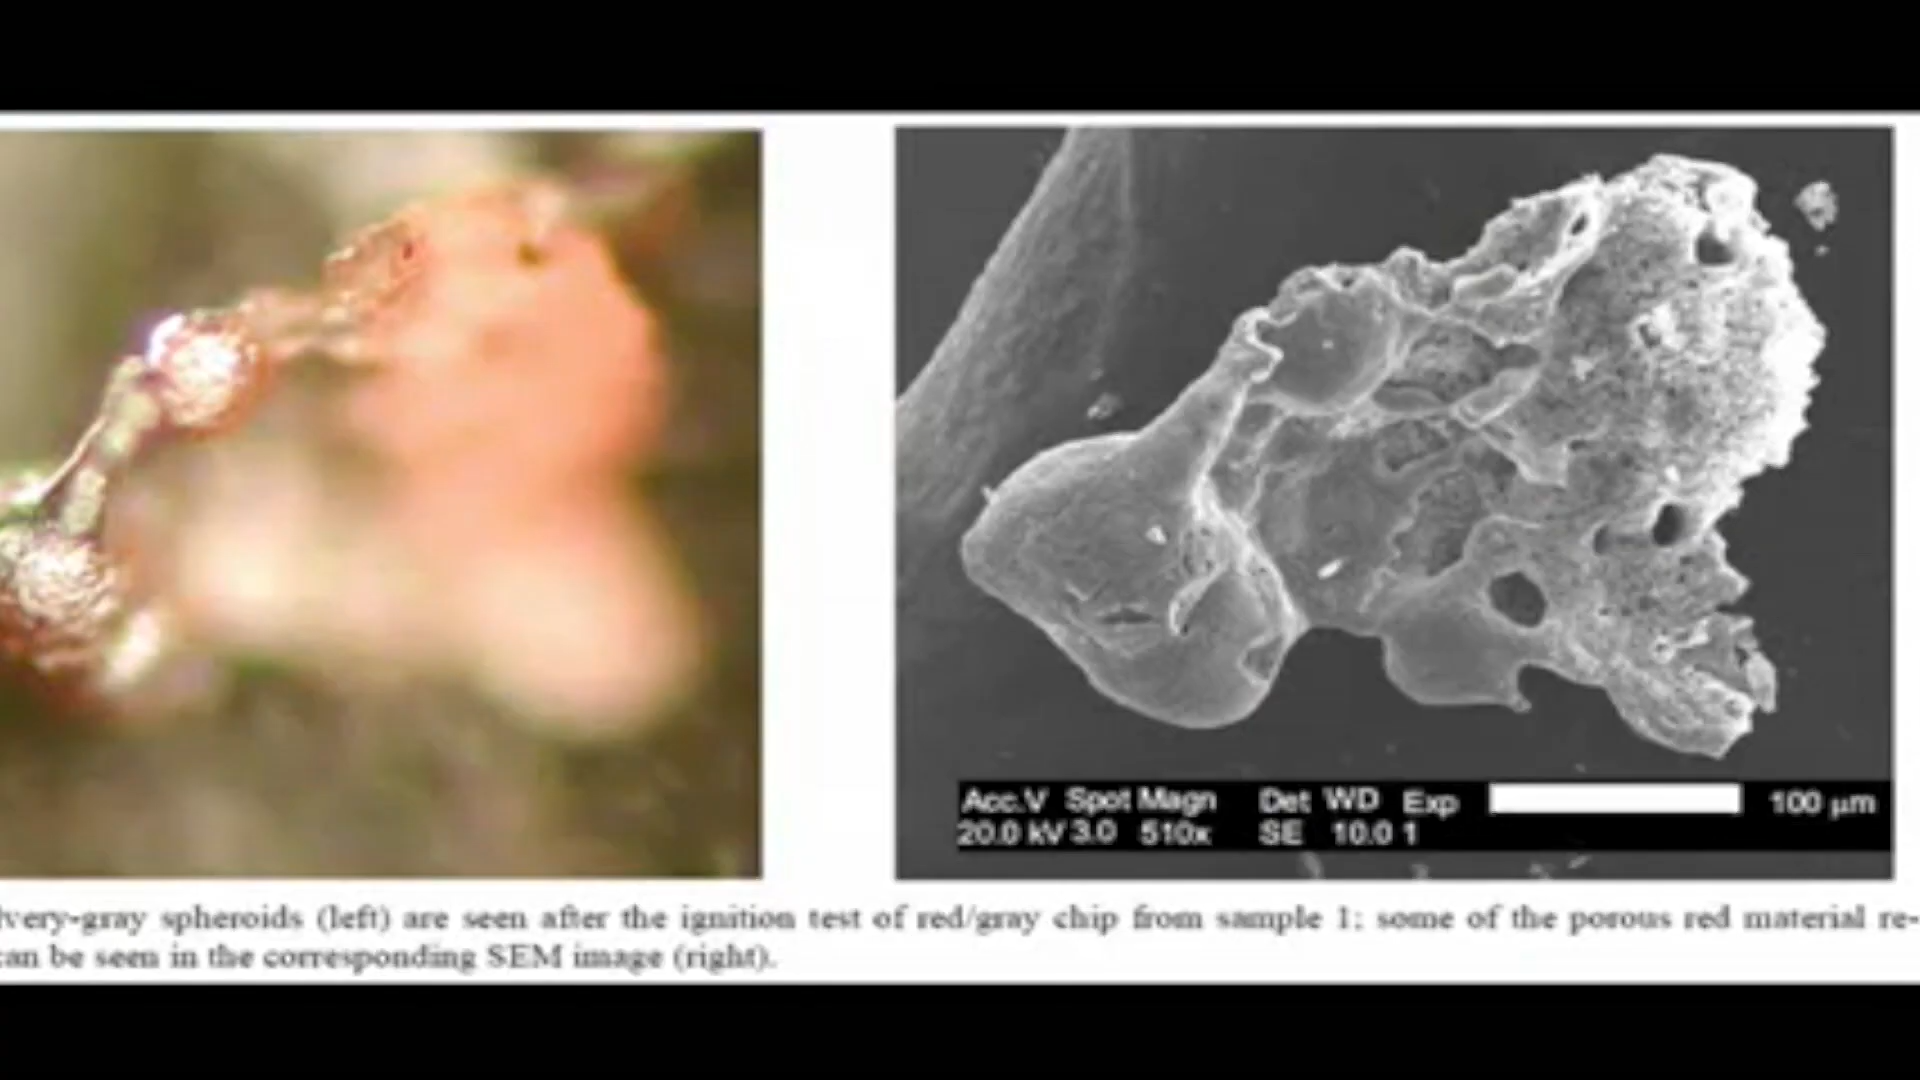 Acc.V Spot Magn Det WD Exp 100 µm
20.0 kV 3.0 510x SE 10.0 1
lvery-gray spheroids (left) are seen after the ignition test of red/gray chip from sample 1; some of the porous red material re-
can be seen in the corresponding SEM image (right).